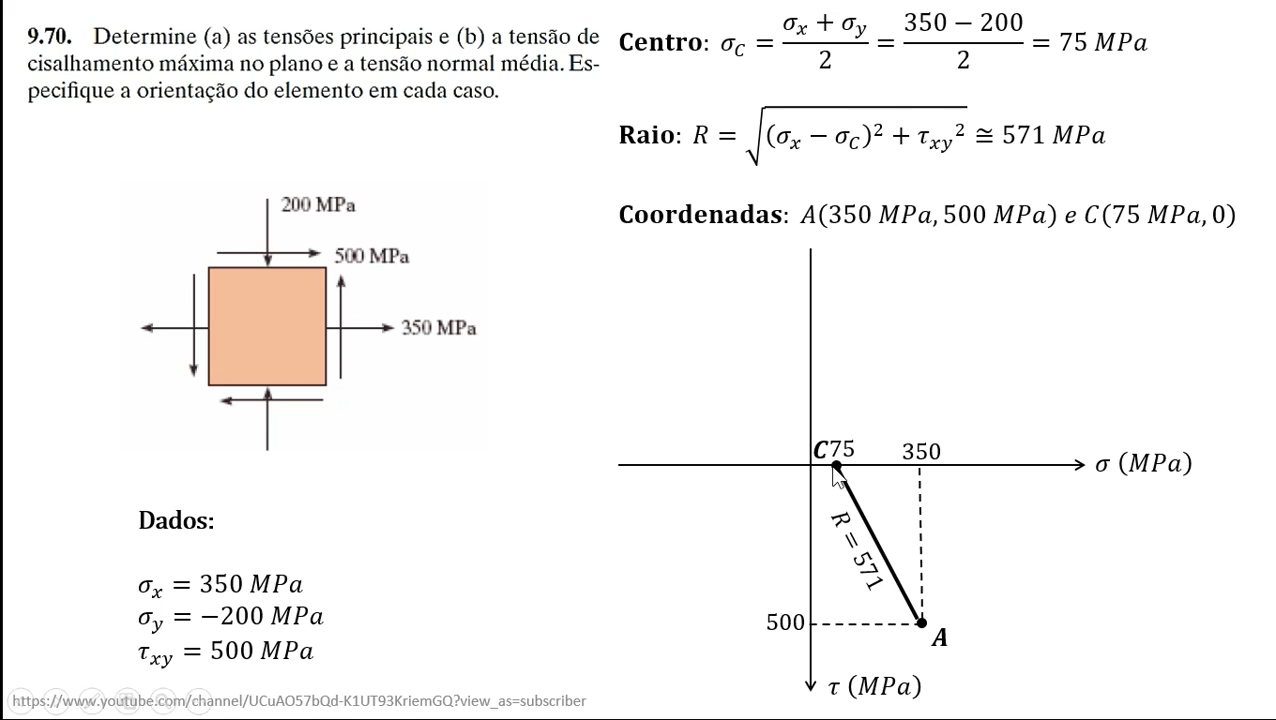 9.70. Determine (a) as tensões principais e (b) a tensão de
cisalhamento máxima no plano e a tensão normal média. Es-
pecifique a orientação do elemento em cada caso.
Centro: σ_C = (σ_x + σ_y)/2 = (350 − 200)/2 = 75 MPa
Raio: R = √((σ_x − σ_C)² + τ_xy²) ≅ 571 MPa
Coordenadas: A(350 MPa, 500 MPa) e C(75 MPa, 0)
200 MPa
500 MPa
350 MPa
Dados:
σ_x = 350 MPa
σ_y = −200 MPa
τ_xy = 500 MPa
C75
350
σ (MPa)
R = 571
500
A
τ (MPa)
https://www.youtube.com/channel/UCuAO57bQd-K1UT93KriemGQ?view_as=subscriber